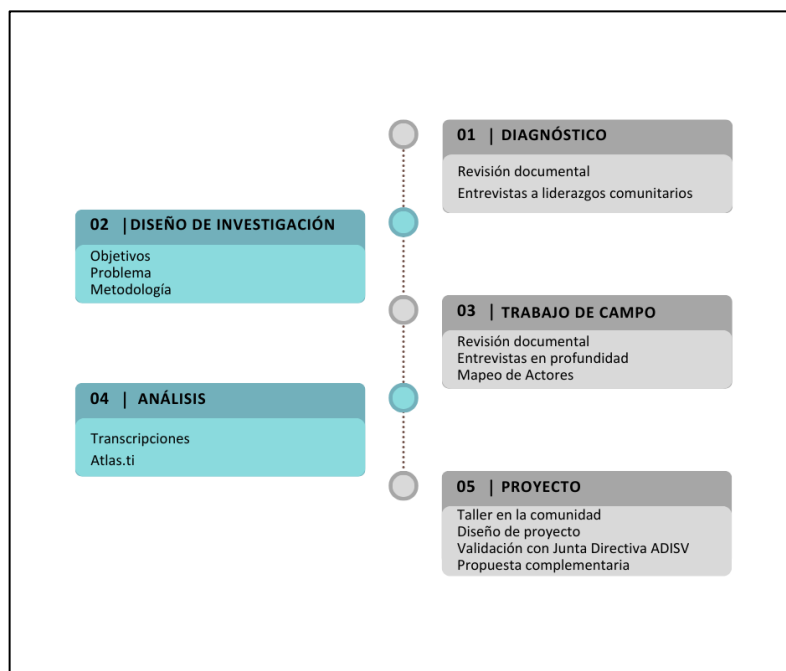 01 | DIAGNÓSTICO
Revisión documental
Entrevistas a liderazgos comunitarios
02 |DISEÑO DE INVESTIGACIÓN
Objetivos
Problema
Metodología
03 | TRABAJO DE CAMPO
Revisión documental
Entrevistas en profundidad
Mapeo de Actores
04 | ANÁLISIS
Transcripciones
Atlas.ti
05 | PROYECTO
Taller en la comunidad
Diseño de proyecto
Validación con Junta Directiva ADISV
Propuesta complementaria